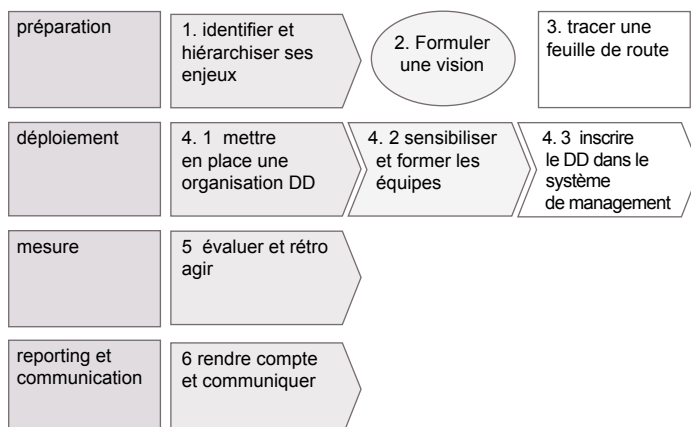 préparation
1. identifier et
hiérarchiser ses
enjeux
2. Formuler
une vision
3. tracer une
feuille de route
déploiement
4. 1 mettre
en place une
organisation DD
4. 2 sensibiliser
et former les
équipes
4. 3 inscrire
le DD dans le
système
de management
mesure
5 évaluer et rétro
agir
reporting et
communication
6 rendre compte
et communiquer